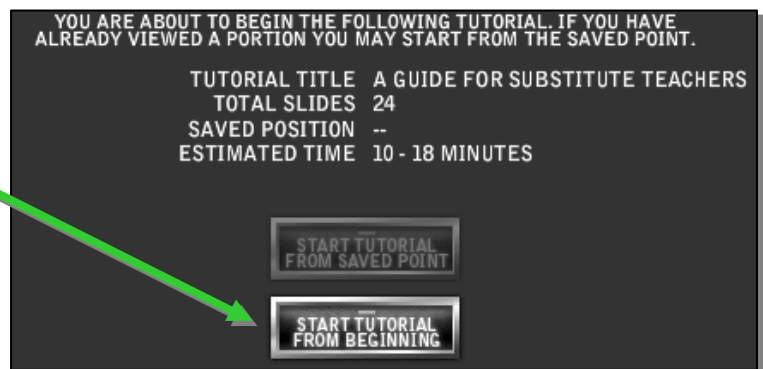 YOU ARE ABOUT TO BEGIN THE FOLLOWING TUTORIAL. IF YOU HAVE
ALREADY VIEWED A PORTION YOU MAY START FROM THE SAVED POINT.
TUTORIAL TITLE A GUIDE FOR SUBSTITUTE TEACHERS
TOTAL SLIDES 24
SAVED POSITION --
ESTIMATED TIME 10 - 18 MINUTES
START TUTORIAL
FROM SAVED POINT
START TUTORIAL
FROM BEGINNING